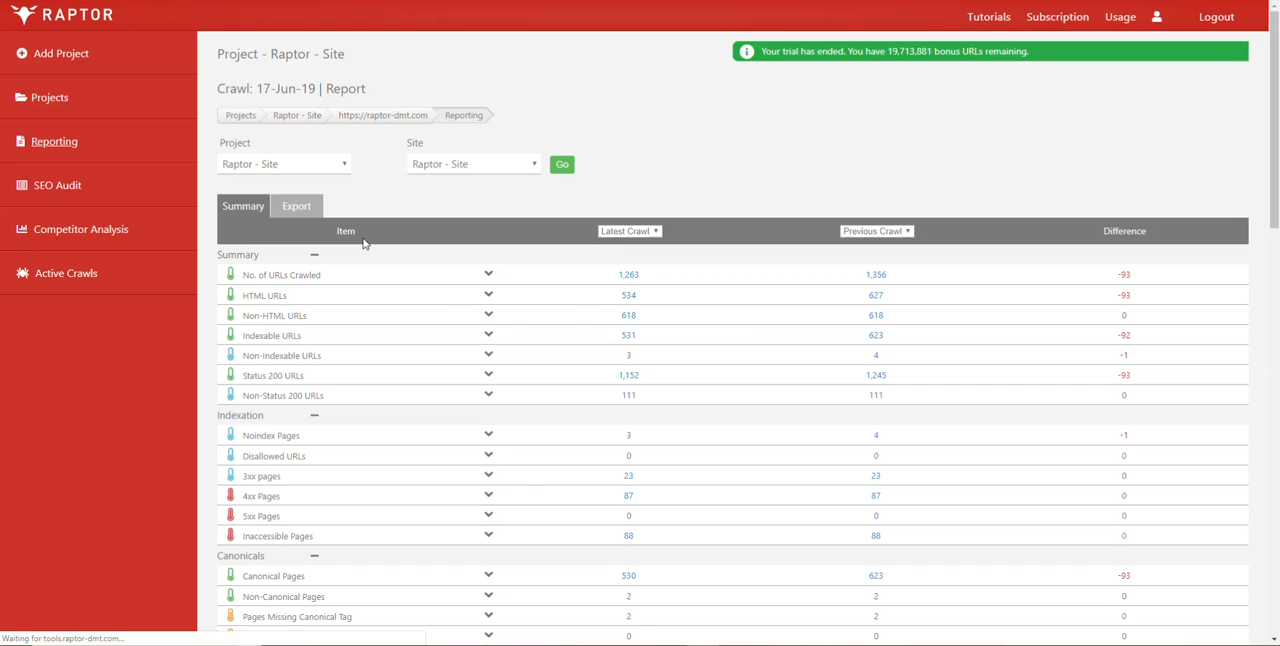 RAPTOR
Tutorials Subscription Usage Logout
Add Project
Projects
Reporting
SEO Audit
Competitor Analysis
Active Crawls
Project - Raptor - Site
Your trial has ended. You have 19,713,881 bonus URLs remaining.
Crawl: 17-Jun-19 | Report
Projects Raptor - Site https://raptor-dmt.com Reporting
Project Site
Raptor - Site Raptor - Site Go
Summary Export
Item Latest Crawl Previous Crawl Difference
Summary
No. of URLs Crawled 1,263 1,356 -93
HTML URLs 534 627 -93
Non-HTML URLs 618 618 0
Indexable URLs 531 623 -92
Non-Indexable URLs 3 4 -1
Status 200 URLs 1,152 1,245 -93
Non-Status 200 URLs 111 111 0
Indexation
Noindex Pages 3 4 -1
Disallowed URLs 0 0 0
3xx pages 23 23 0
4xx Pages 87 87 0
5xx Pages 0 0 0
Inaccessible Pages 88 88 0
Canonicals
Canonical Pages 530 623 -93
Non-Canonical Pages 2 2 0
Pages Missing Canonical Tag 2 2 0
0 0 0
Waiting for tools.raptor-dmt.com...